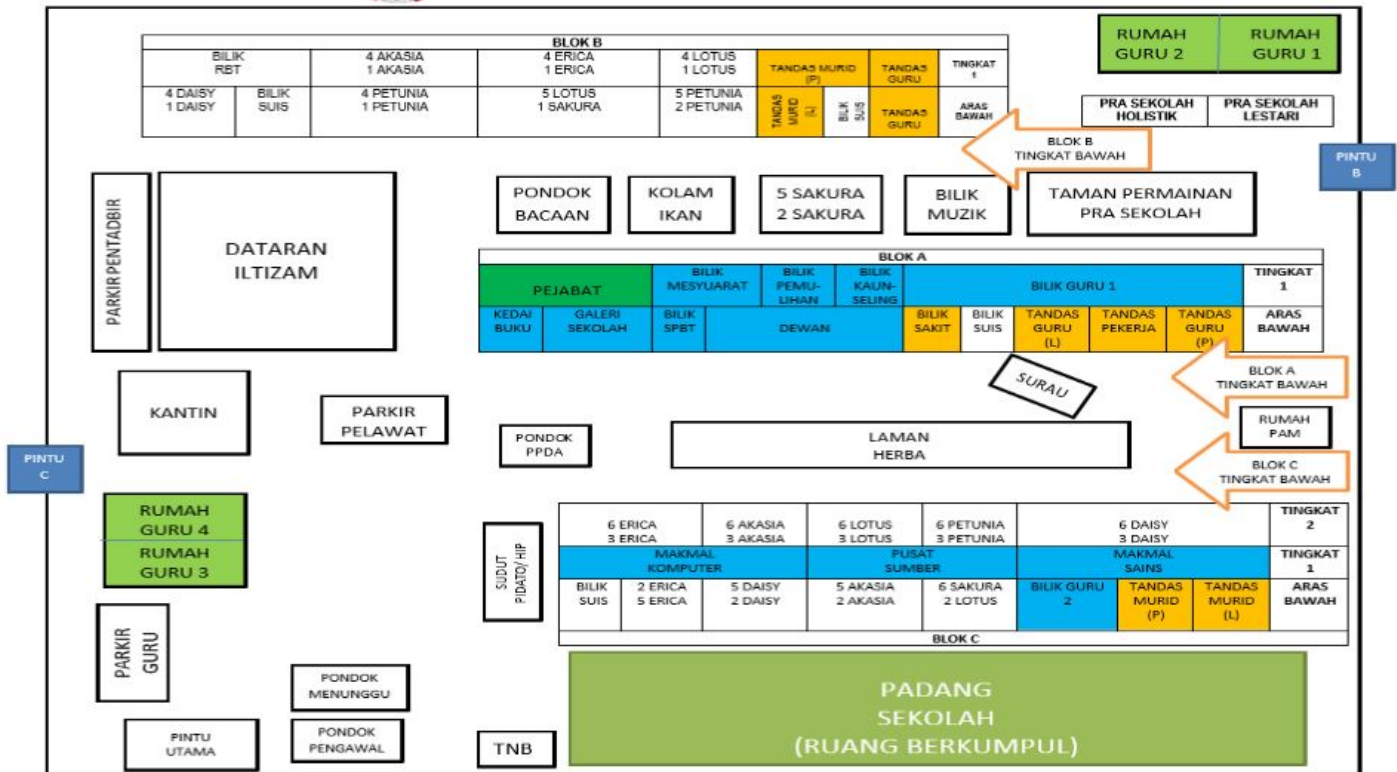 BLOK B
BILIK
RBT
4 AKASIA
1 AKASIA
4 ERICA
1 ERICA
4 LOTUS
1 LOTUS
TANDAS MURID
(P)
TANDAS
GURU
TINGKAT
1
4 DAISY
1 DAISY
BILIK
SUIS
4 PETUNIA
1 PETUNIA
5 LOTUS
1 SAKURA
5 PETUNIA
2 PETUNIA
TANDAS
MURID
(L)
BILIK
SUIS
TANDAS
GURU
ARAS
BAWAH
RUMAH
GURU 2
RUMAH
GURU 1
PRA SEKOLAH
HOLISTIK
PRA SEKOLAH
LESTARI
BLOK B
TINGKAT BAWAH
PINTU
B
PARKIR PENTADBIR
DATARAN
ILTIZAM
PONDOK
BACAAN
KOLAM
IKAN
5 SAKURA
2 SAKURA
BILIK
MUZIK
TAMAN PERMAINAN
PRA SEKOLAH
BLOK A
PEJABAT
BILIK
MESYUARAT
BILIK
PEMU-
LIHAN
BILIK
KAUN-
SELING
BILIK GURU 1
TINGKAT
1
KEDAI
BUKU
GALERI
SEKOLAH
BILIK
SPBT
DEWAN
BILIK
SAKIT
BILIK
SUIS
TANDAS
GURU
(L)
TANDAS
PEKERJA
TANDAS
GURU
(P)
ARAS
BAWAH
BLOK A
TINGKAT BAWAH
SURAU
KANTIN
PARKIR
PELAWAT
PONDOK
PPDA
LAMAN
HERBA
RUMAH
PAM
BLOK C
TINGKAT BAWAH
PINTU
C
RUMAH
GURU 4
RUMAH
GURU 3
SUDUT
PIDATO/ HIP
6 ERICA
3 ERICA
6 AKASIA
3 AKASIA
6 LOTUS
3 LOTUS
6 PETUNIA
3 PETUNIA
6 DAISY
3 DAISY
TINGKAT
2
MAKMAL
KOMPUTER
PUSAT
SUMBER
MAKMAL
SAINS
TINGKAT
1
BILIK
SUIS
2 ERICA
5 ERICA
5 DAISY
2 DAISY
5 AKASIA
2 AKASIA
6 SAKURA
2 LOTUS
BILIK GURU
2
TANDAS
MURID
(P)
TANDAS
MURID
(L)
ARAS
BAWAH
BLOK C
PARKIR
GURU
PONDOK
MENUNGGU
PINTU
UTAMA
PONDOK
PENGAWAL
TNB
PADANG
SEKOLAH
(RUANG BERKUMPUL)